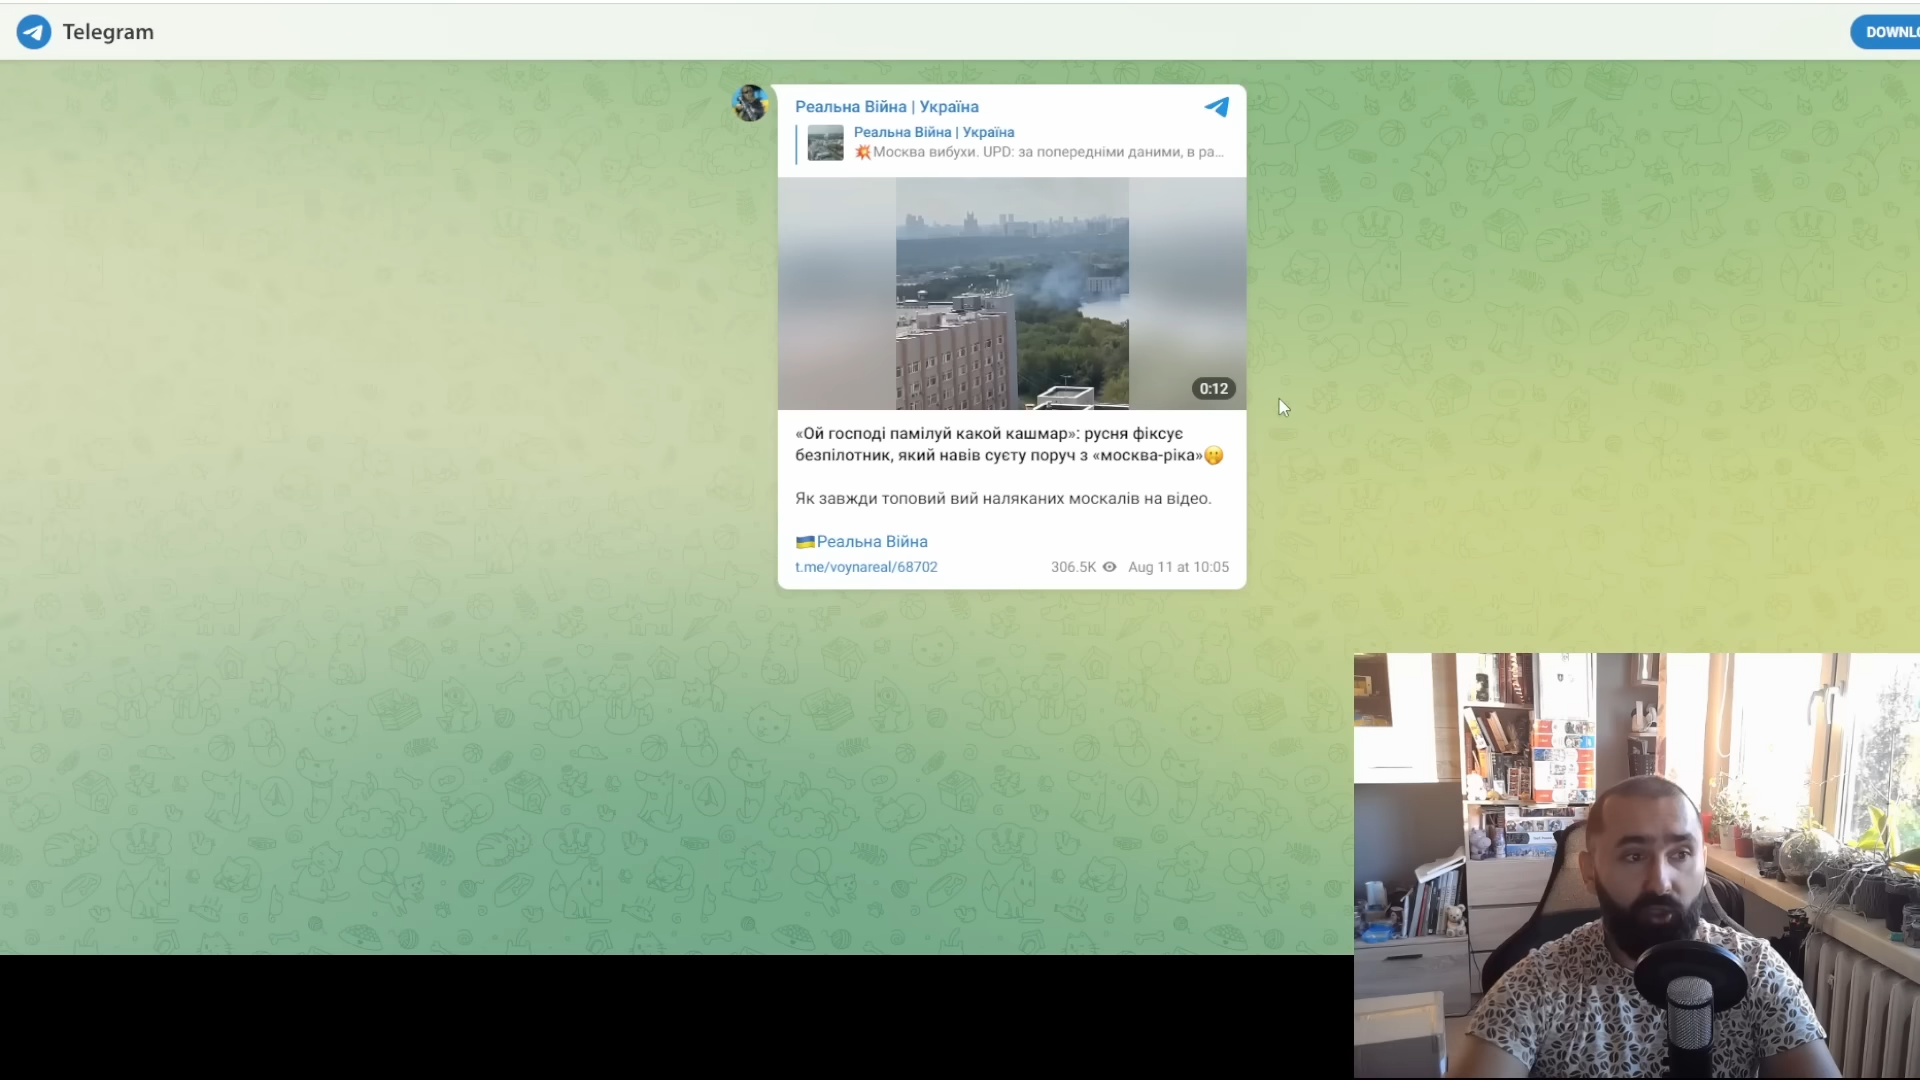 Telegram
DOWNLO
Реальна Війна | Україна
Реальна Війна | Україна
💥Москва вибухи. UPD: за попередніми даними, в ра...
0:12
«Ой господі памілуй какой кашмар»: русня фіксує
безпілотник, який навів суєту поруч з «москва-ріка»🤭
Як завжди топовий вий наляканих москалів на відео.
🇺🇦Реальна Війна
t.me/voynareal/68702 306.5K Aug 11 at 10:05